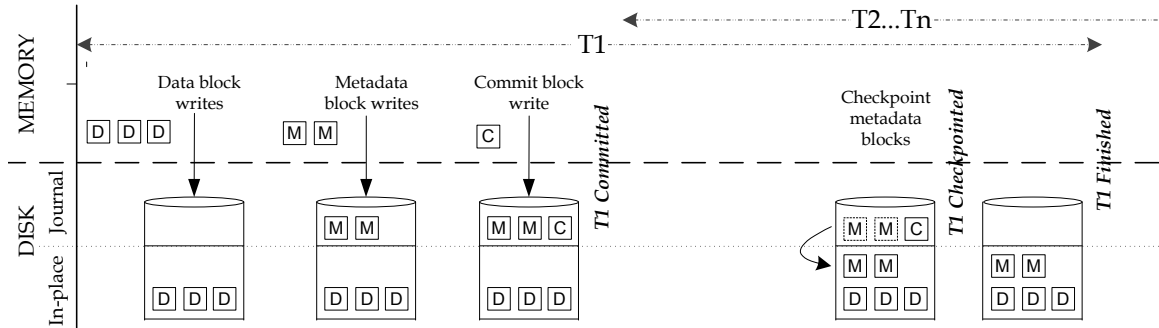 T2...Tn
T1
MEMORY
Data block
writes
Metadata
block writes
Commit block
write
Checkpoint
metadata
blocks
D D D
M M
C
T1 Committed
T1 Checkpointed
T1 Finished
DISK
Journal
M M
M M C
M M C
In-place
M M
M M
D D D
D D D
D D D
D D D
D D D